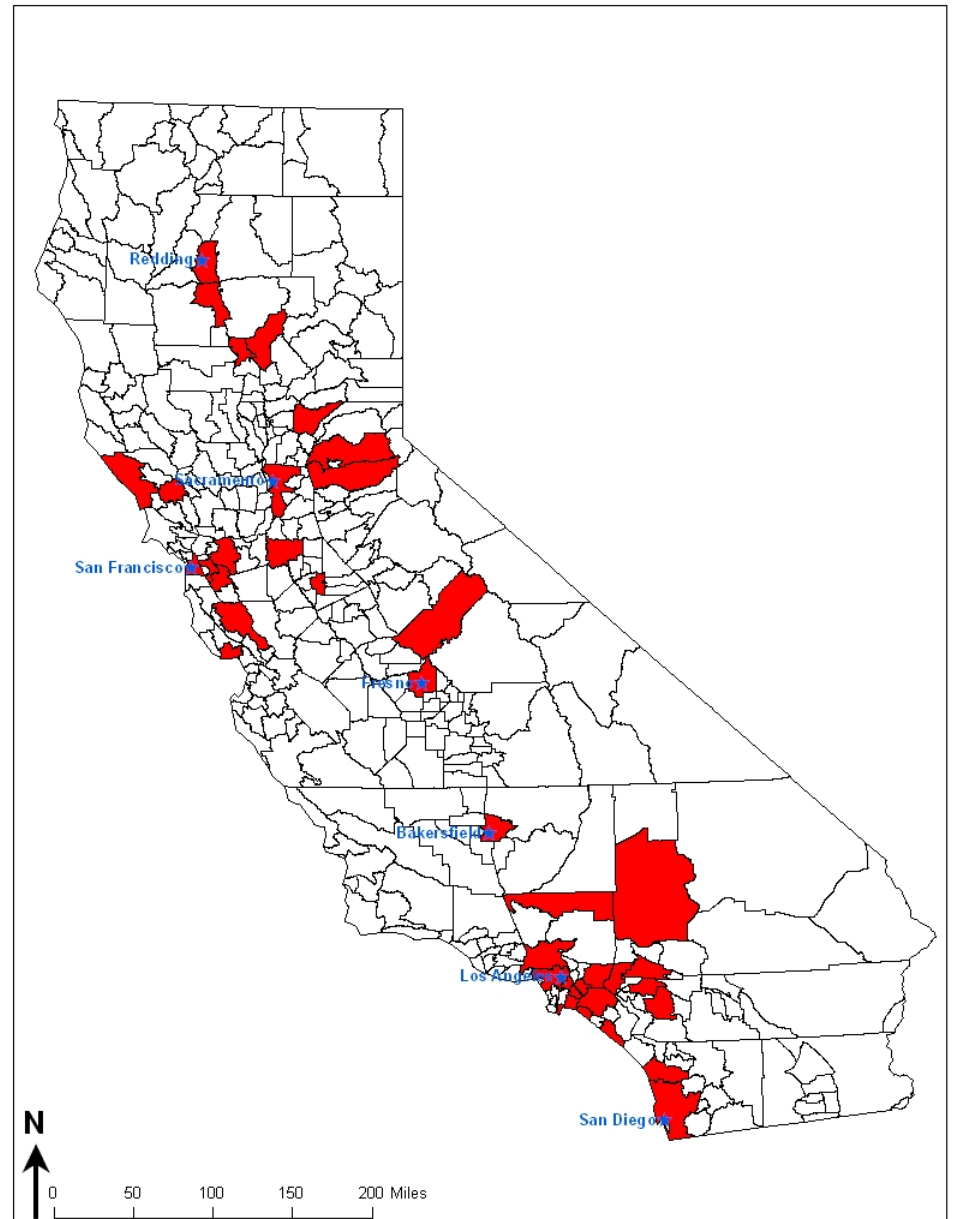 Redding
Sacramento
San Francisco
Fresno
Bakersfield
Los Angeles
San Diego
N
0 50 100 150 200 Miles